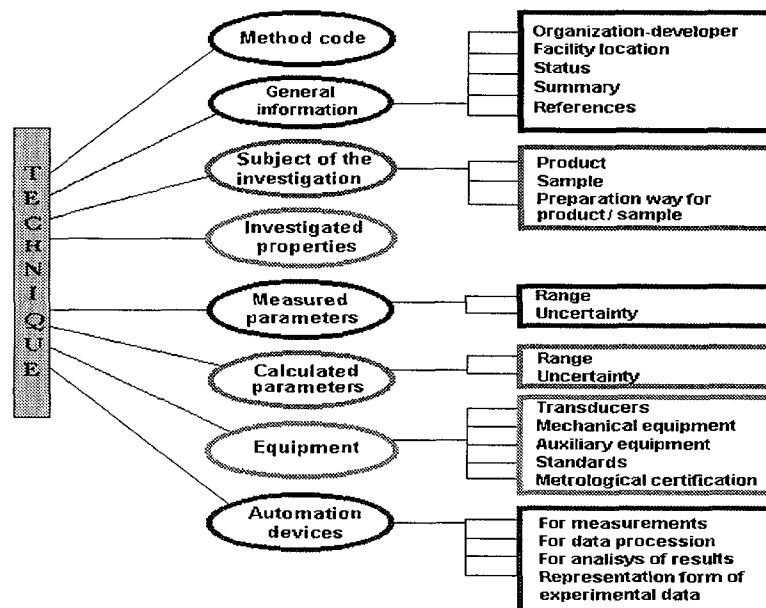 TECHNIQUE
Method code
General
information
Organization-developer
Facility location
Status
Summary
References
Subject of the
investigation
Product
Sample
Preparation way for
product / sample
Investigated
properties
Measured
parameters
Range
Uncertainty
Calculated
parameters
Range
Uncertainty
Equipment
Transducers
Mechanical equipment
Auxiliary equipment
Standards
Metrological certification
Automation
devices
For measurements
For data procession
For analisys of results
Representation form of
experimental data